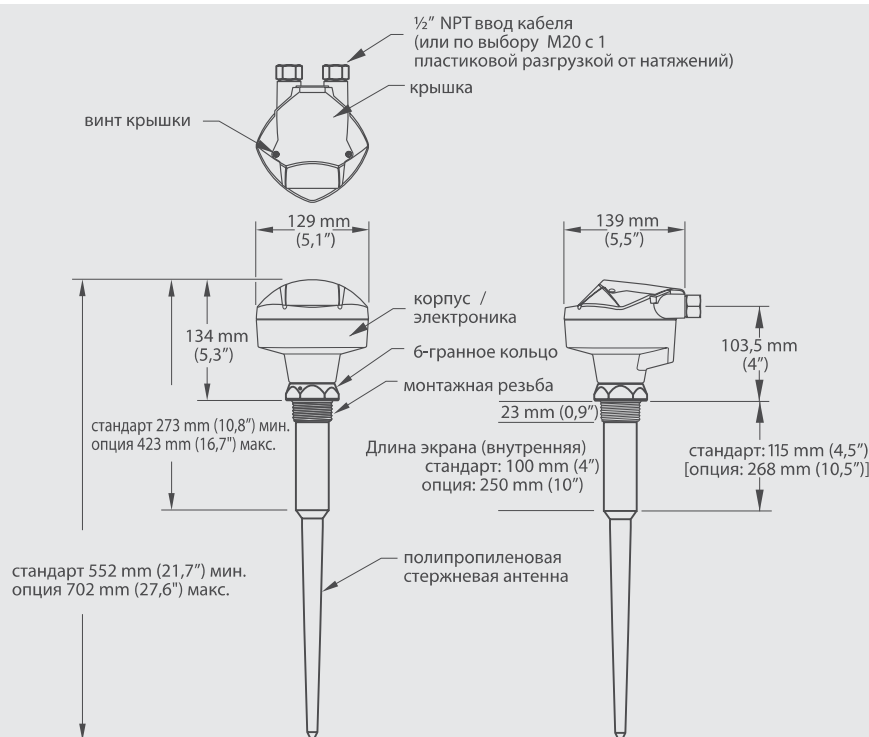 ½” NPT ввод кабеля
(или по выбору M20 с 1
пластиковой разгрузкой от натяжений)
крышка
винт крышки
129 mm
(5,1”)
139 mm
(5,5”)
корпус /
электроника
134 mm
(5,3”)
103,5 mm
(4”)
6-гранное кольцо
монтажная резьба
23 mm (0,9”)
стандарт 273 mm (10,8”) мин.
опция 423 mm (16,7") макс.
Длина экрана (внутренняя)
стандарт: 100 mm (4”)
опция: 250 mm (10”)
стандарт: 115 mm (4,5”)
[опция: 268 mm (10,5”)]
полипропиленовая
стержневая антенна
стандарт 552 mm (21,7”) мин.
опция 702 mm (27,6") макс.